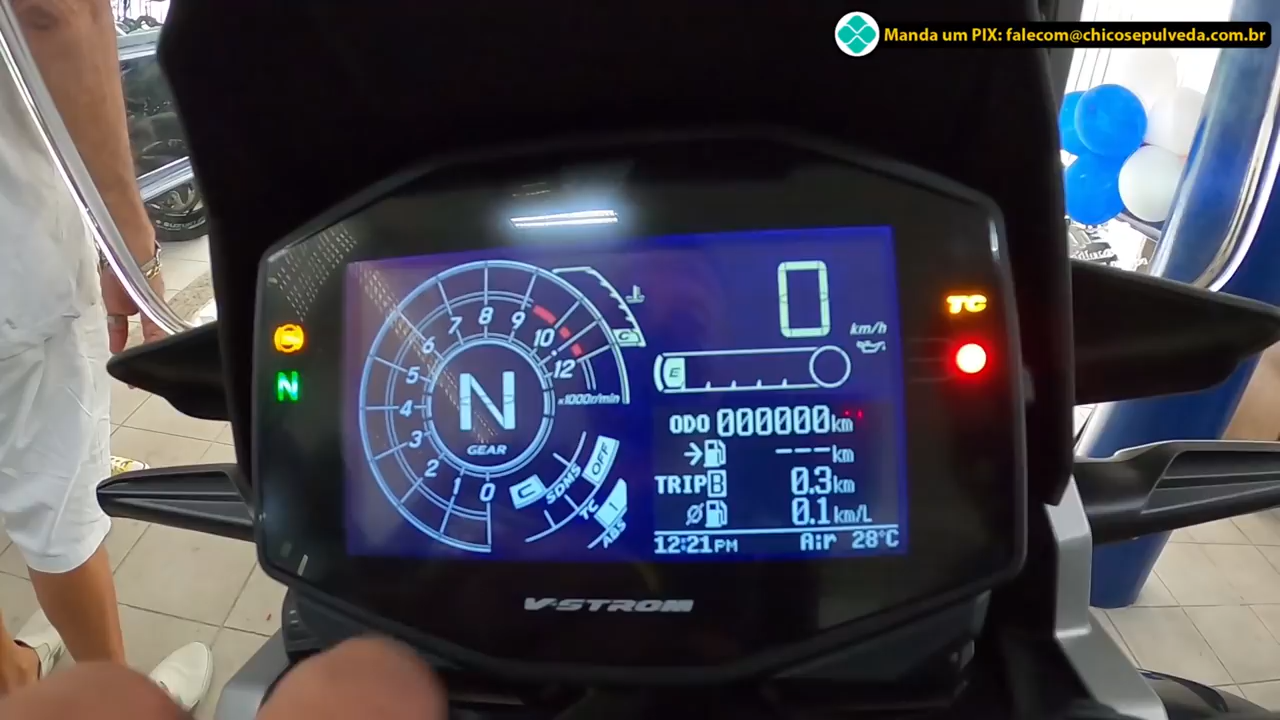 Manda um PIX: falecom@chicosepulveda.com.br
0
km/h
TC
N
7 8 9 10 12
6
5
4
3
2
1
0
x1000r/min
N
GEAR
C
E
OFF
C
SDMS
TC
1
ABS
ODO 000000km
---km
TRIP B 0.3km
0.1km/L
12:21PM Air 28°C
V-STROM
SUZUKI